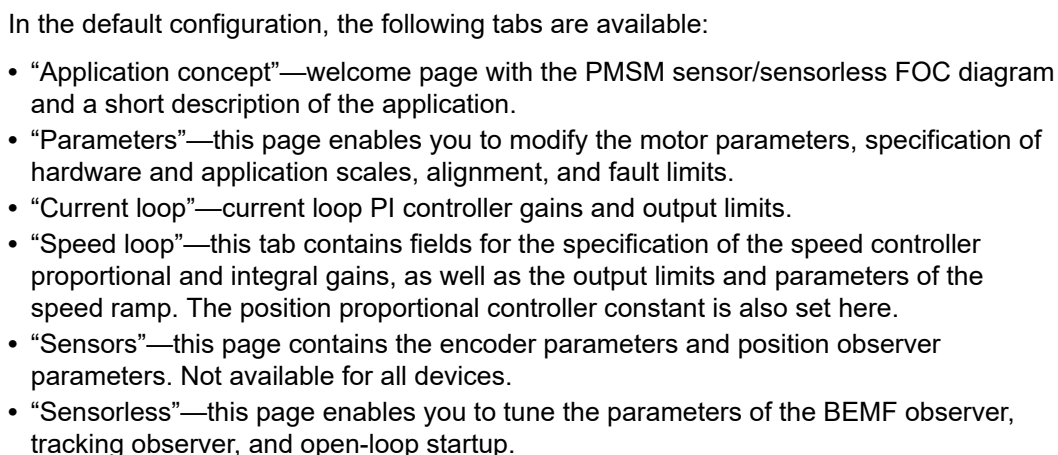 In the default configuration, the following tabs are available:
• “Application concept”—welcome page with the PMSM sensor/sensorless FOC diagram
and a short description of the application.
• “Parameters”—this page enables you to modify the motor parameters, specification of
hardware and application scales, alignment, and fault limits.
• “Current loop”—current loop PI controller gains and output limits.
• “Speed loop”—this tab contains fields for the specification of the speed controller
proportional and integral gains, as well as the output limits and parameters of the
speed ramp. The position proportional controller constant is also set here.
• “Sensors”—this page contains the encoder parameters and position observer
parameters. Not available for all devices.
• “Sensorless”—this page enables you to tune the parameters of the BEMF observer,
tracking observer, and open-loop startup.